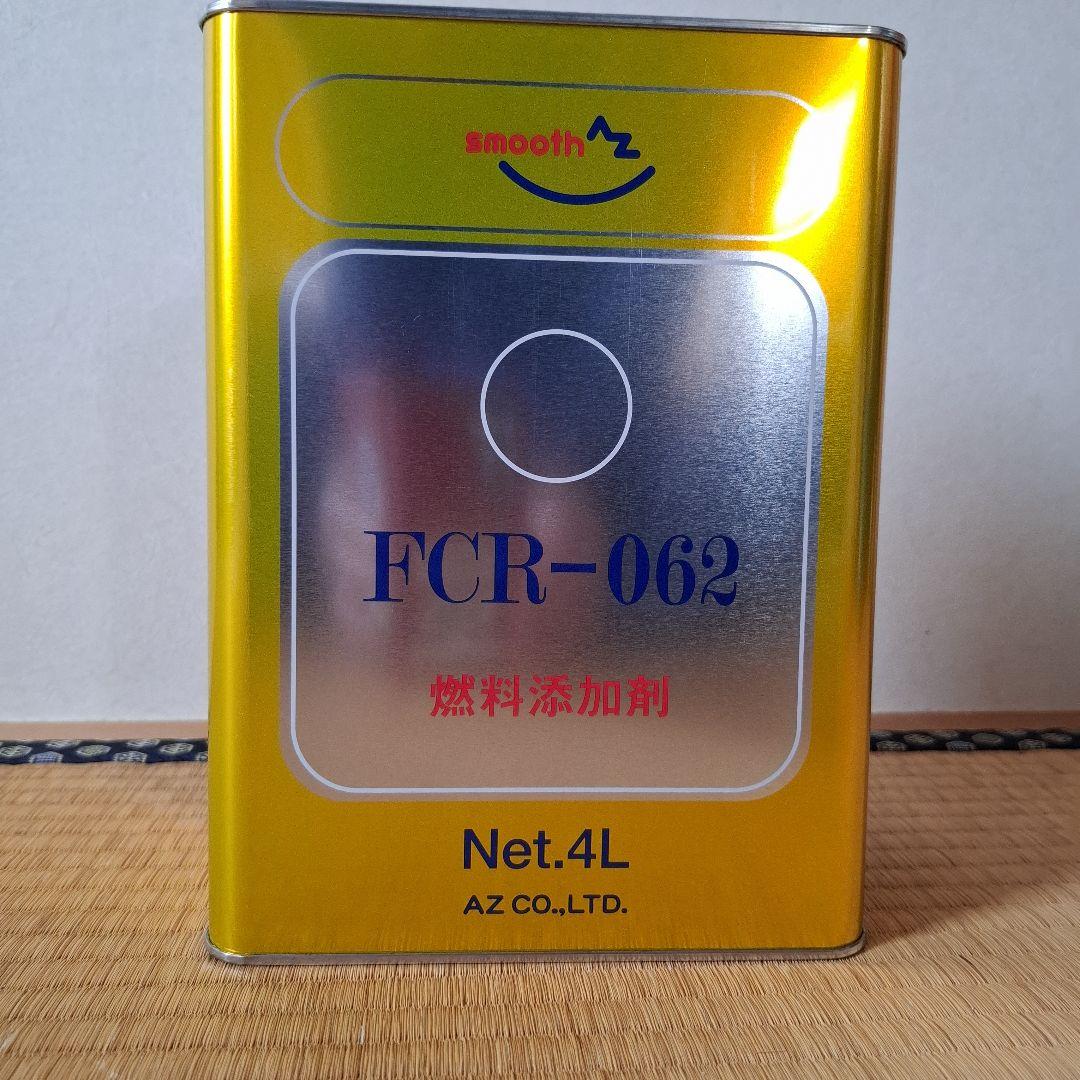 smooth AZ
FCR-062
燃料添加剤
Net.4L
AZ CO.,LTD.